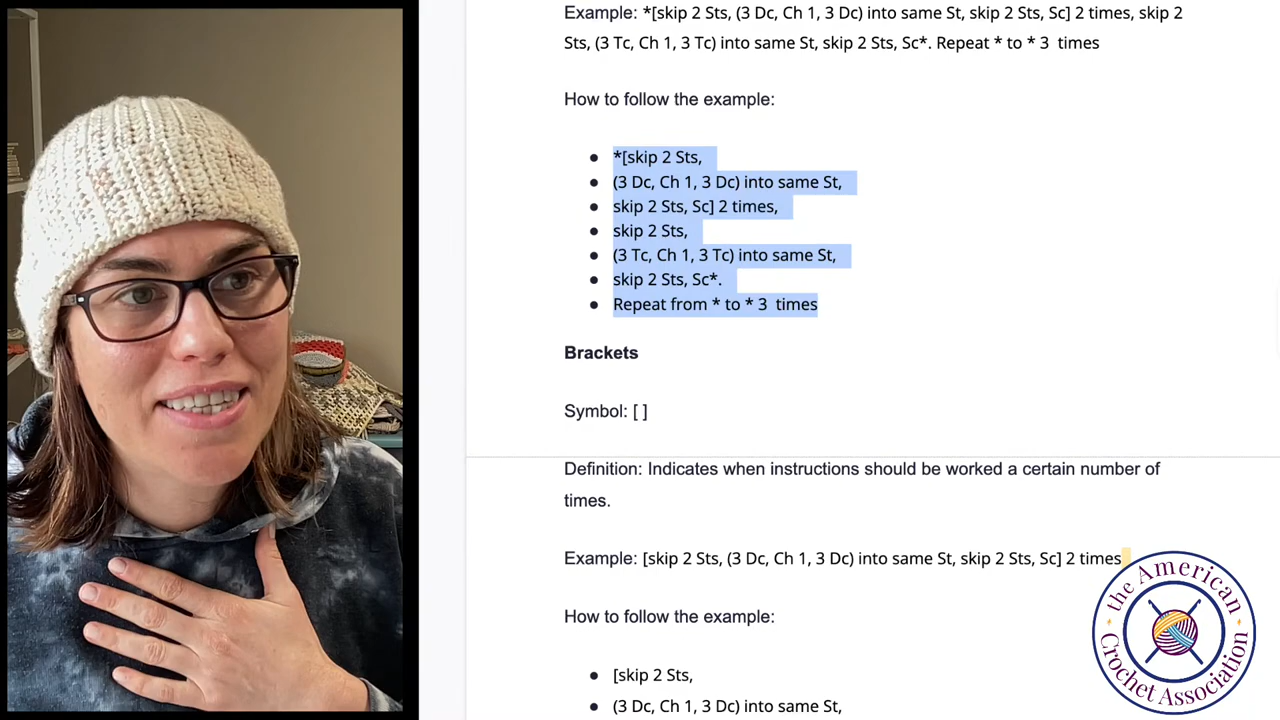 Example: *[skip 2 Sts, (3 Dc, Ch 1, 3 Dc) into same St, skip 2 Sts, Sc] 2 times, skip 2
Sts, (3 Tc, Ch 1, 3 Tc) into same St, skip 2 Sts, Sc*. Repeat * to * 3  times
How to follow the example:
● *[skip 2 Sts,
● (3 Dc, Ch 1, 3 Dc) into same St,
● skip 2 Sts, Sc] 2 times,
● skip 2 Sts,
● (3 Tc, Ch 1, 3 Tc) into same St,
● skip 2 Sts, Sc*.
● Repeat from * to * 3  times
Brackets
Symbol: [ ]
Definition: Indicates when instructions should be worked a certain number of
times.
Example: [skip 2 Sts, (3 Dc, Ch 1, 3 Dc) into same St, skip 2 Sts, Sc] 2 times
How to follow the example:
● [skip 2 Sts,
● (3 Dc, Ch 1, 3 Dc) into same St,
the American
Crochet Association